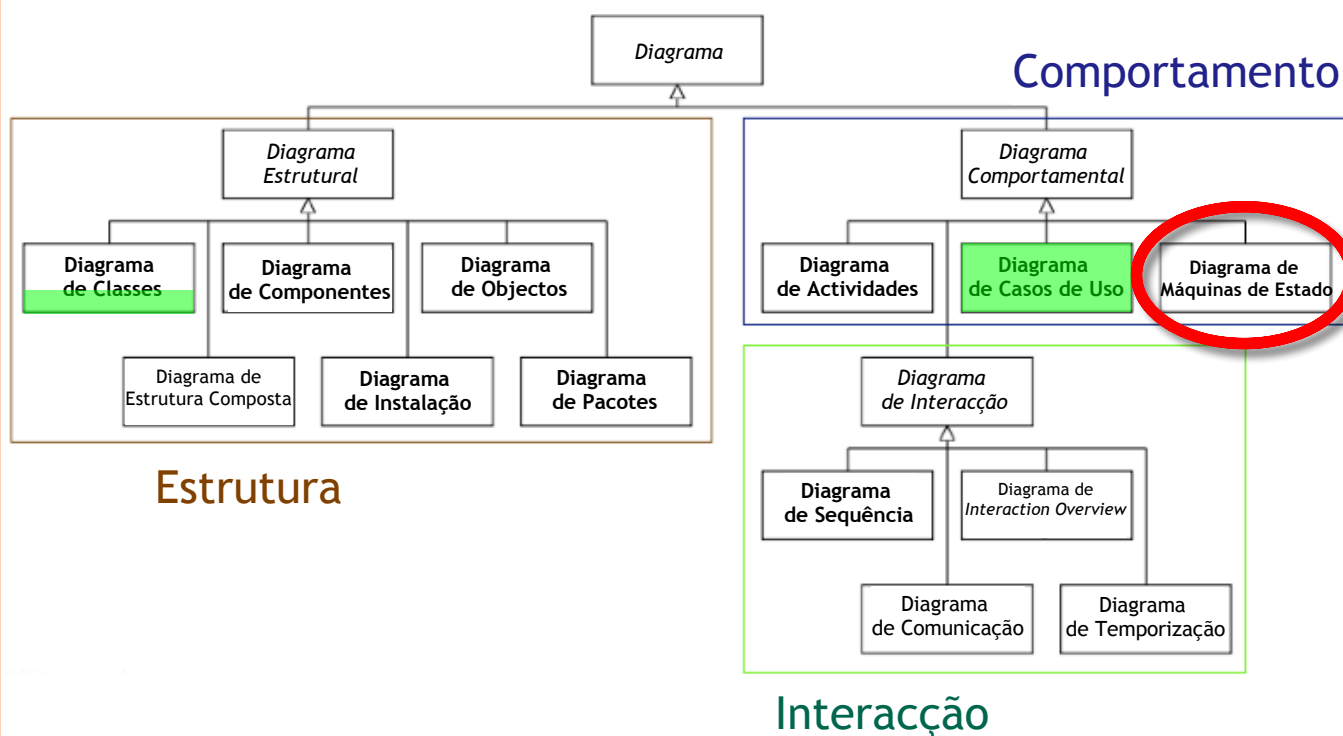 Diagrama
Comportamento
Diagrama
Estrutural
Diagrama
Comportamental
Diagrama
de Classes
Diagrama
de Componentes
Diagrama
de Objectos
Diagrama
de Actividades
Diagrama
de Casos de Uso
Diagrama de
Máquinas de Estado
Diagrama de
Estrutura Composta
Diagrama
de Instalação
Diagrama
de Pacotes
Diagrama
de Interacção
Estrutura
Diagrama
de Sequência
Diagrama de
Interaction Overview
Diagrama
de Comunicação
Diagrama
de Temporização
Interacção